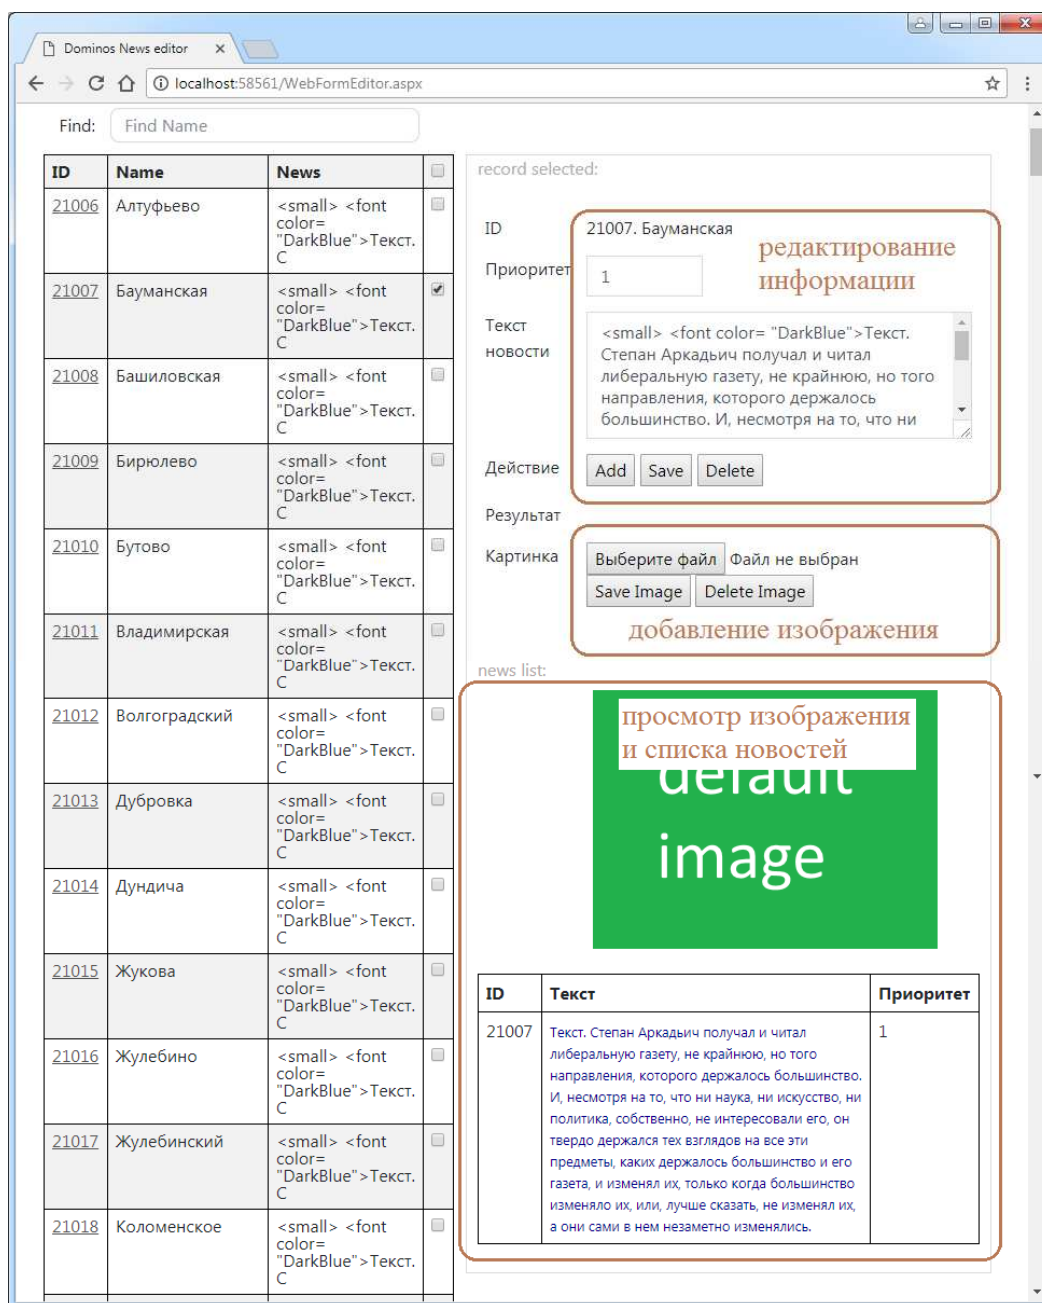 Dominos News editor
localhost:58561/WebFormEditor.aspx
Find: Find Name
ID Name News
21006 Алтуфьево <small> <font
color=
"DarkBlue">Текст.
С
21007 Бауманская <small> <font
color=
"DarkBlue">Текст.
С
21008 Башиловская <small> <font
color=
"DarkBlue">Текст.
С
21009 Бирюлево <small> <font
color=
"DarkBlue">Текст.
С
21010 Бутово <small> <font
color=
"DarkBlue">Текст.
С
21011 Владимирская <small> <font
color=
"DarkBlue">Текст.
С
21012 Волгоградский <small> <font
color=
"DarkBlue">Текст.
С
21013 Дубровка <small> <font
color=
"DarkBlue">Текст.
С
21014 Дундича <small> <font
color=
"DarkBlue">Текст.
С
21015 Жукова <small> <font
color=
"DarkBlue">Текст.
С
21016 Жулебино <small> <font
color=
"DarkBlue">Текст.
С
21017 Жулебинский <small> <font
color=
"DarkBlue">Текст.
С
21018 Коломенское <small> <font
color=
"DarkBlue">Текст.
С
record selected:
ID 21007. Бауманская
редактирование
информации
Приоритет 1
Текст
новости
<small> <font color= "DarkBlue">Текст.
Степан Аркадьич получал и читал
либеральную газету, не крайнюю, но того
направления, которого держалось
большинство. И, несмотря на то, что ни
Действие Add Save Delete
Результат
Картинка Выберите файл Файл не выбран
Save Image Delete Image
добавление изображения
news list:
просмотр изображения
и списка новостей
default
image
ID Текст Приоритет
21007 Текст. Степан Аркадьич получал и читал 1
либеральную газету, не крайнюю, но того
направления, которого держалось большинство.
И, несмотря на то, что ни наука, ни искусство, ни
политика, собственно, не интересовали его, он
твердо держался тех взглядов на все эти
предметы, каких держалось большинство и его
газета, и изменял их, только когда большинство
изменяло их, или, лучше сказать, не изменял их,
а они сами в нем незаметно изменялись.